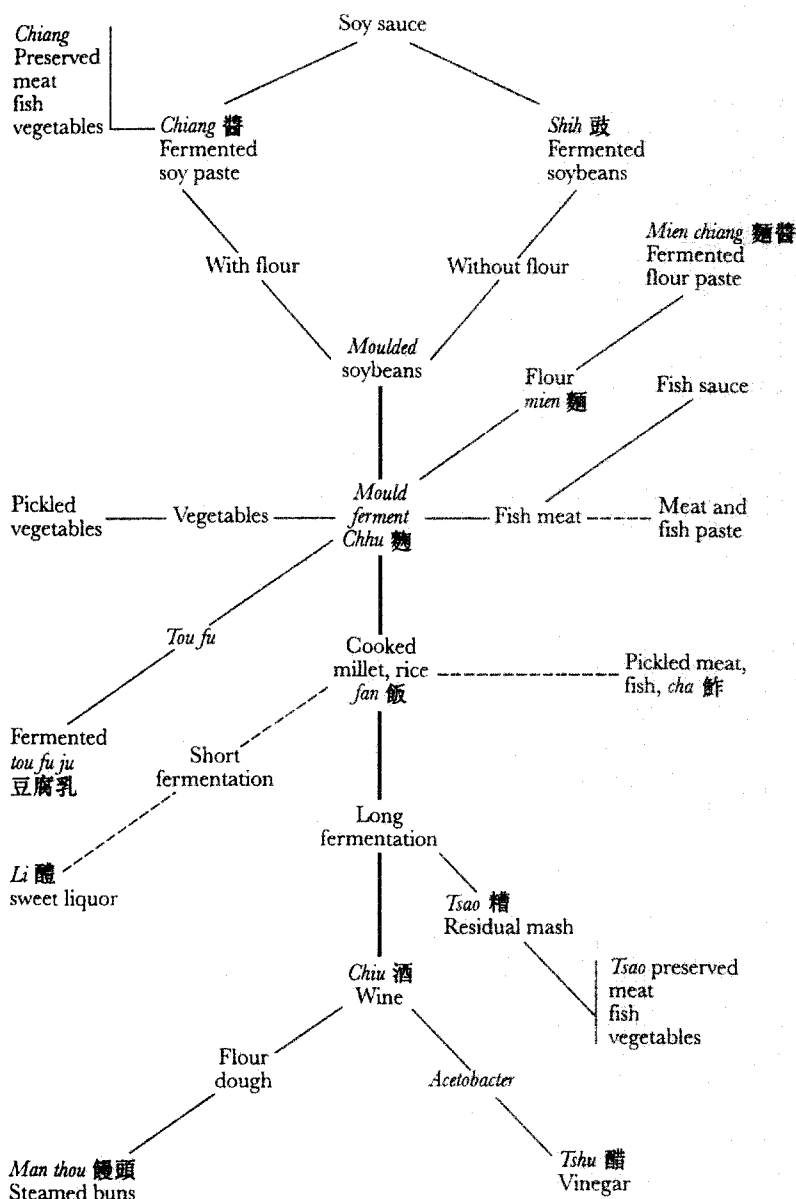 Soy sauce
Chiang
Preserved
meat
fish
vegetables
Chiang 醬
Fermented
soy paste
Shih 豉
Fermented
soybeans
With flour
Without flour
Mien chiang 麵醬
Fermented
flour paste
Moulded
soybeans
Flour
mien 麵
Fish sauce
Pickled
vegetables
Vegetables
Mould
ferment
Chhu 麴
Fish meat
Meat and
fish paste
Tou fu
Cooked
millet, rice
fan 飯
Pickled meat,
fish, cha 鮓
Fermented
tou fu ju
豆腐乳
Short
fermentation
Long
fermentation
Li 醴
sweet liquor
Tsao 糟
Residual mash
Chiu 酒
Wine
Tsao preserved
meat
fish
vegetables
Flour
dough
Acetobacter
Man thou 饅頭
Steamed buns
Tshu 醋
Vinegar